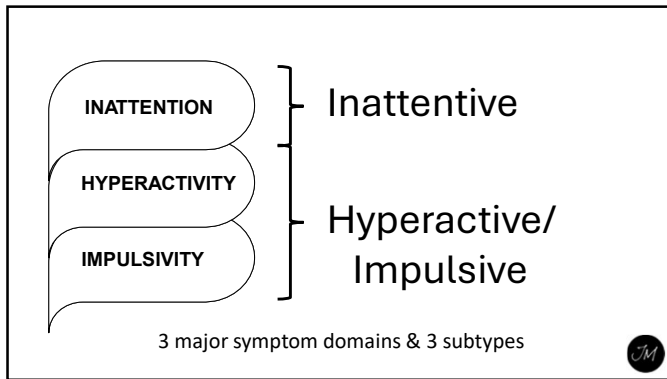 INATTENTION
HYPERACTIVITY
IMPULSIVITY
Inattentive
Hyperactive/
Impulsive
3 major symptom domains & 3 subtypes
JM